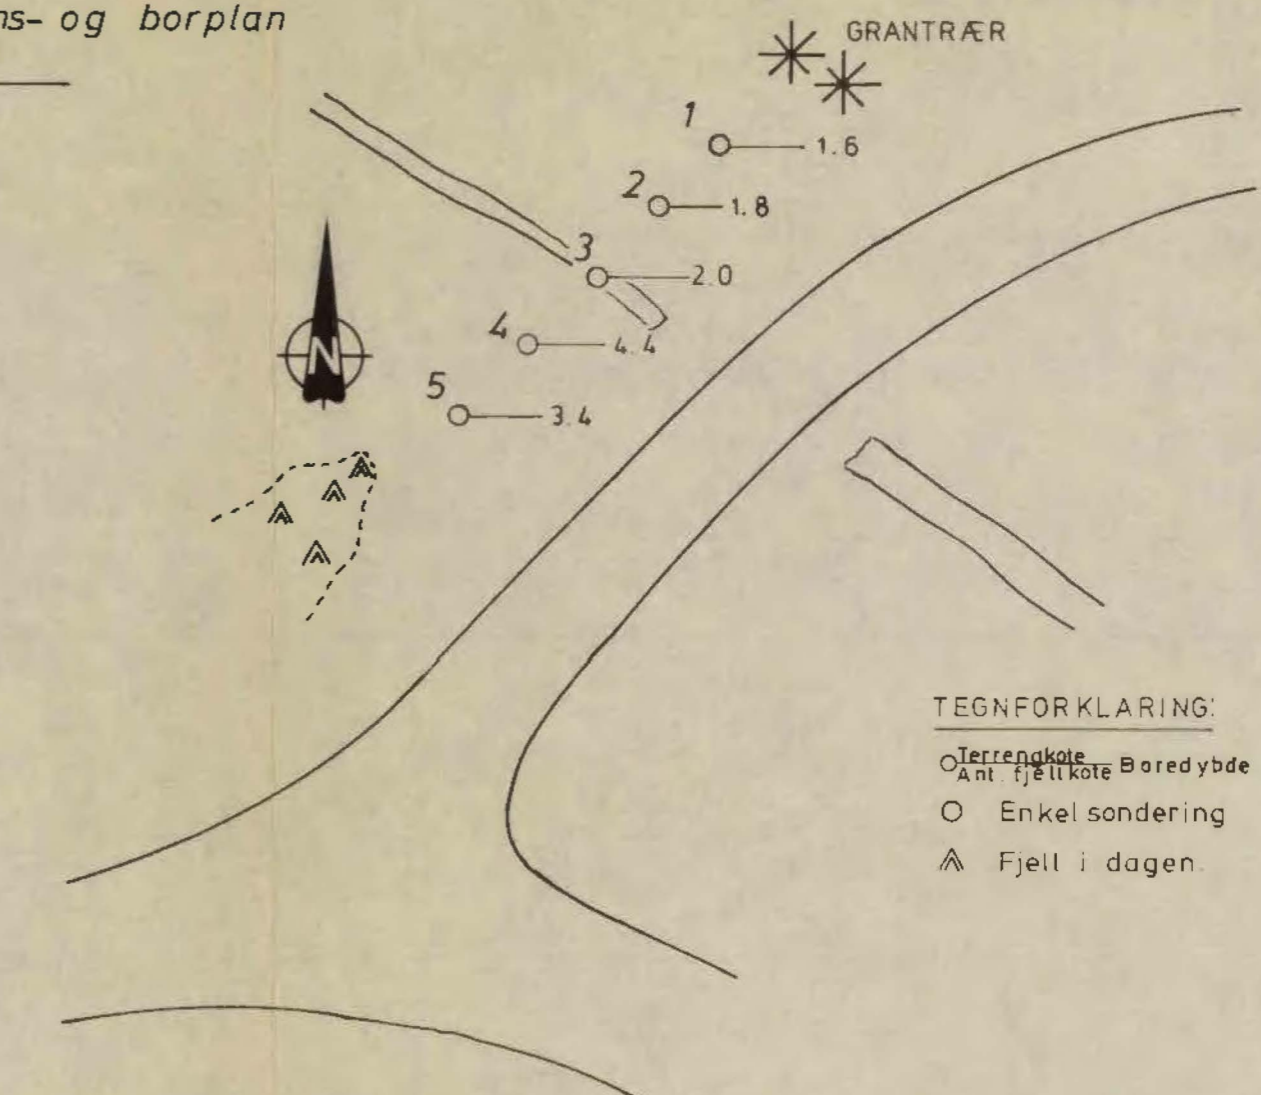 ns- og borplan
GRANTRÆR
1
1.6
2
1.8
3
2.0
4
4.4
N
5
3.4
TEGNFORKLARING:
Terrengkote
Ant. fjellkote Boredybde
Enkel sondering
Fjell i dagen.